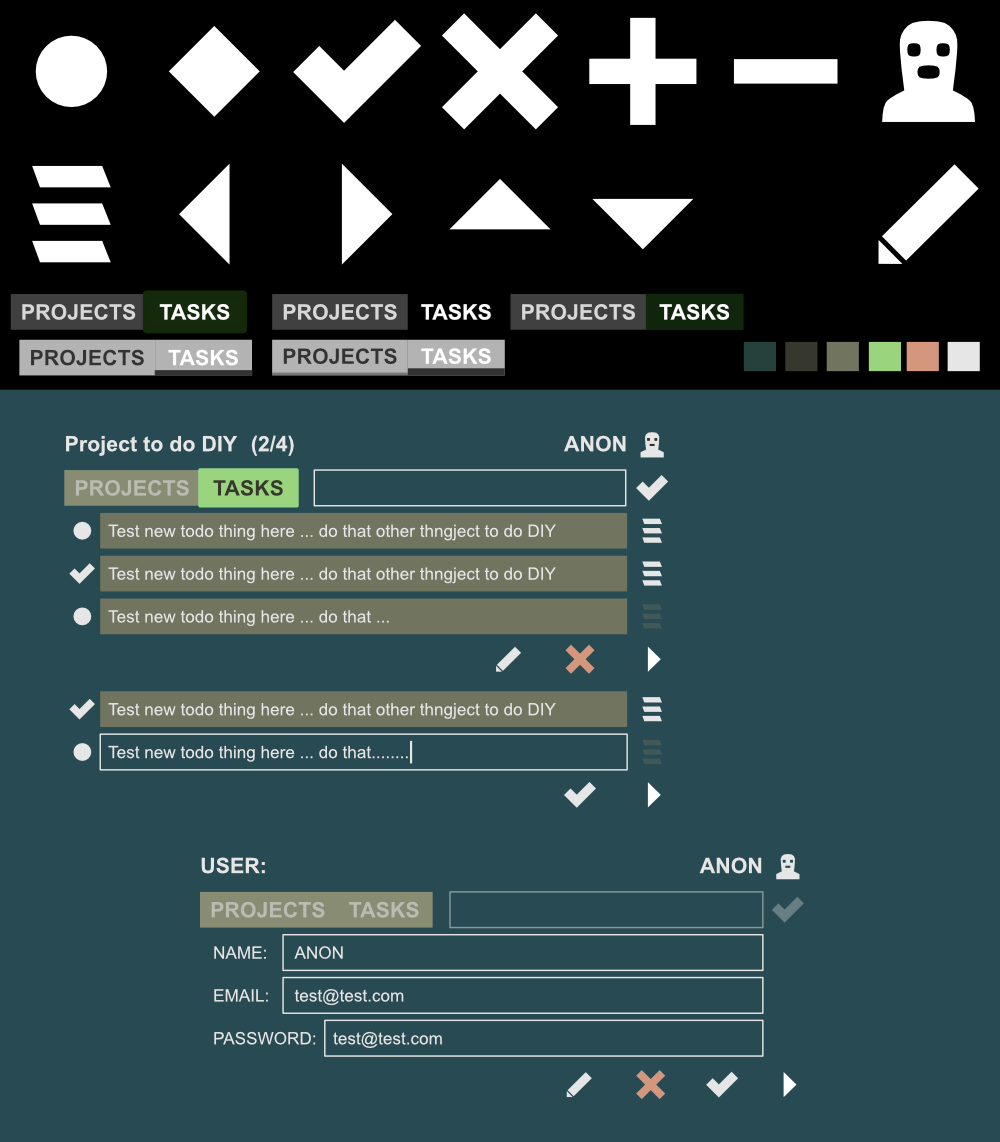 PROJECTS TASKS PROJECTS TASKS PROJECTS TASKS
PROJECTS TASKS PROJECTS TASKS
Project to do DIY (2/4) ANON
PROJECTS TASKS
Test new todo thing here ... do that other thngject to do DIY
Test new todo thing here ... do that other thngject to do DIY
Test new todo thing here ... do that ...
Test new todo thing here ... do that other thngject to do DIY
Test new todo thing here ... do that........
USER: ANON
PROJECTS TASKS
NAME: ANON
EMAIL: test@test.com
PASSWORD: test@test.com